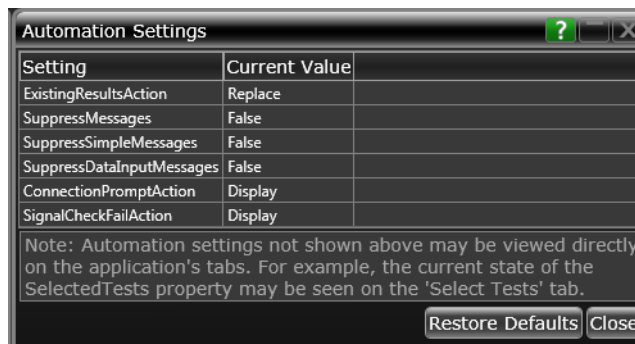 Automation Settings ?
Setting Current Value
ExistingResultsAction Replace
SuppressMessages False
SuppressSimpleMessages False
SuppressDataInputMessages False
ConnectionPromptAction Display
SignalCheckFailAction Display
Note: Automation settings not shown above may be viewed directly
on the application's tabs. For example, the current state of the
SelectedTests property may be seen on the 'Select Tests' tab.
Restore Defaults Close